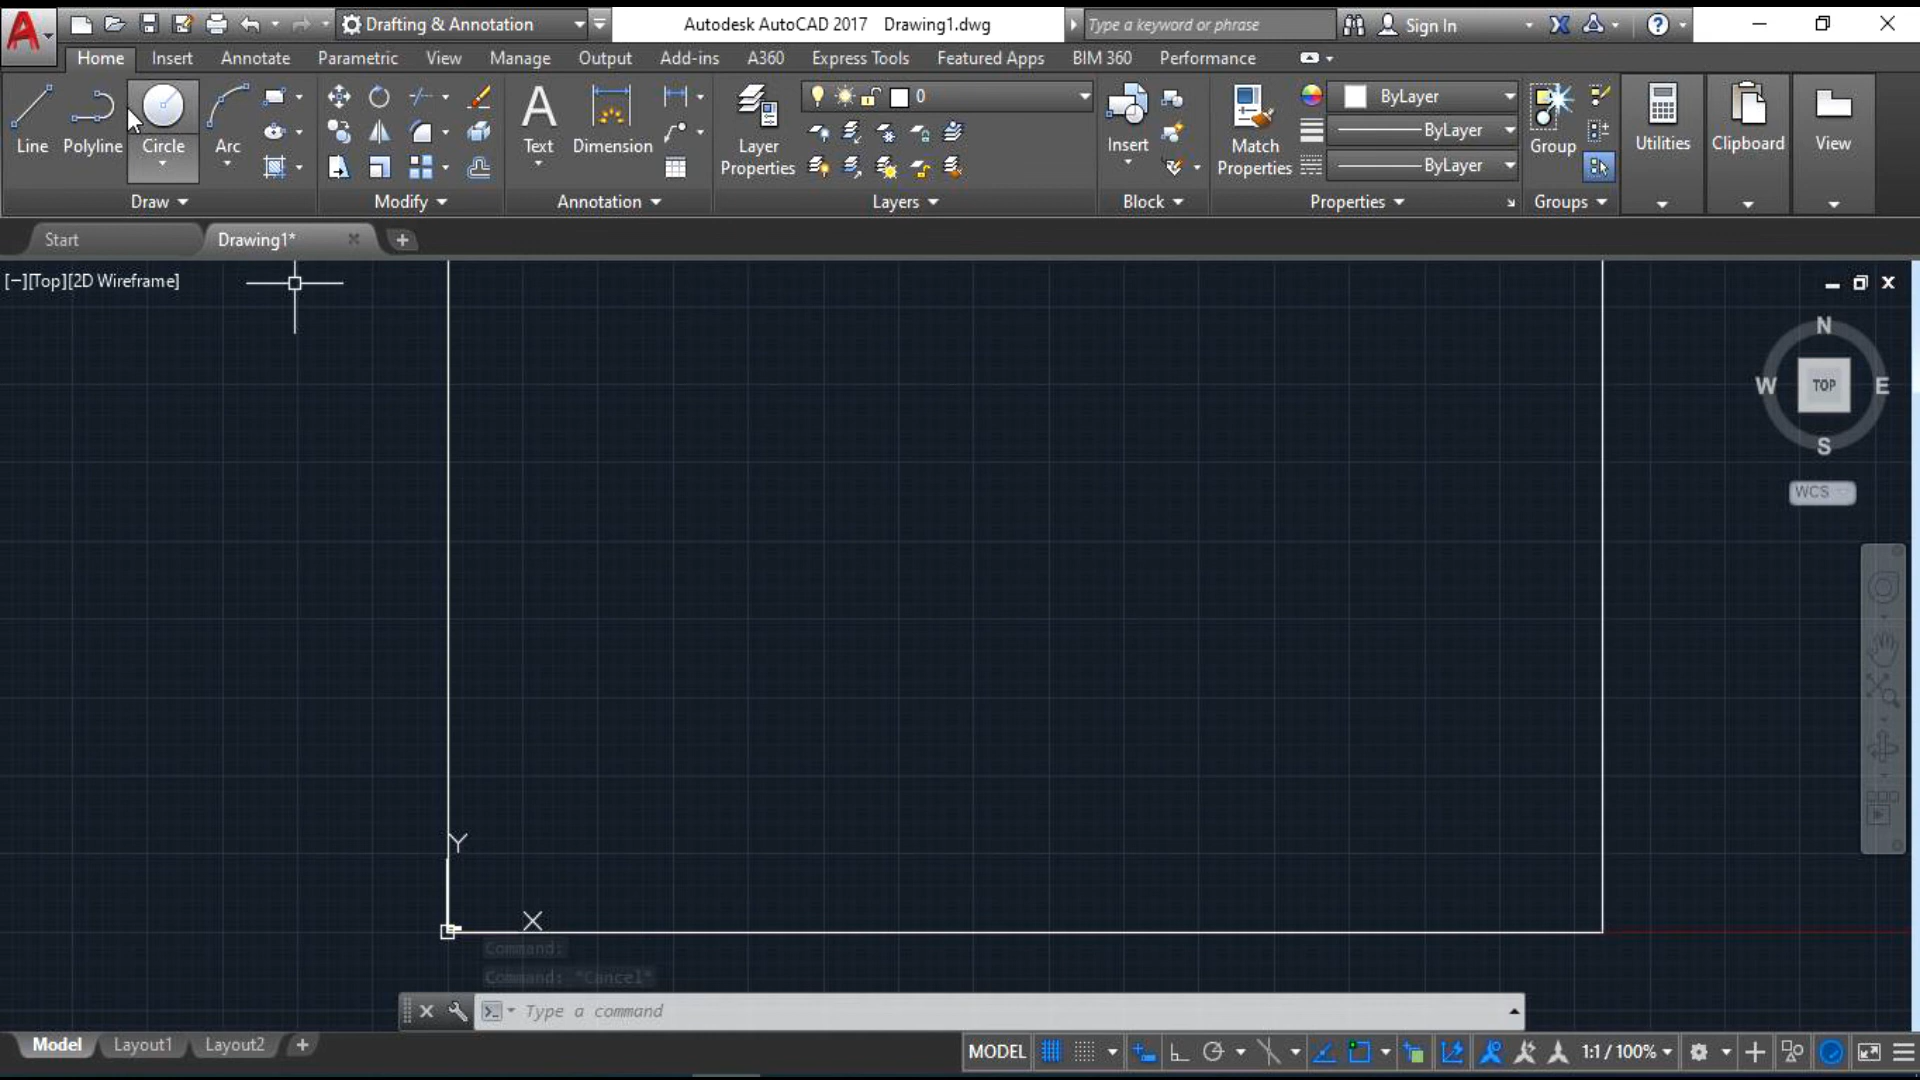 Drafting & Annotation
Autodesk AutoCAD 2017 Drawing1.dwg
Type a keyword or phrase
Sign In
Home Insert Annotate Parametric View Manage Output Add-ins A360 Express Tools Featured Apps BIM 360 Performance
Line Polyline Circle Arc
Text Dimension
Layer Properties
0
Insert
Match Properties
ByLayer
ByLayer
ByLayer
Group
Utilities
Clipboard
View
Draw Modify Annotation Layers Block Properties Groups
Start Drawing1*
[−][Top][2D Wireframe]
N
W TOP E
S
WCS
Y
X
Command:
Command: *Cancel*
Type a command
Model Layout1 Layout2
MODEL
1:1 / 100%